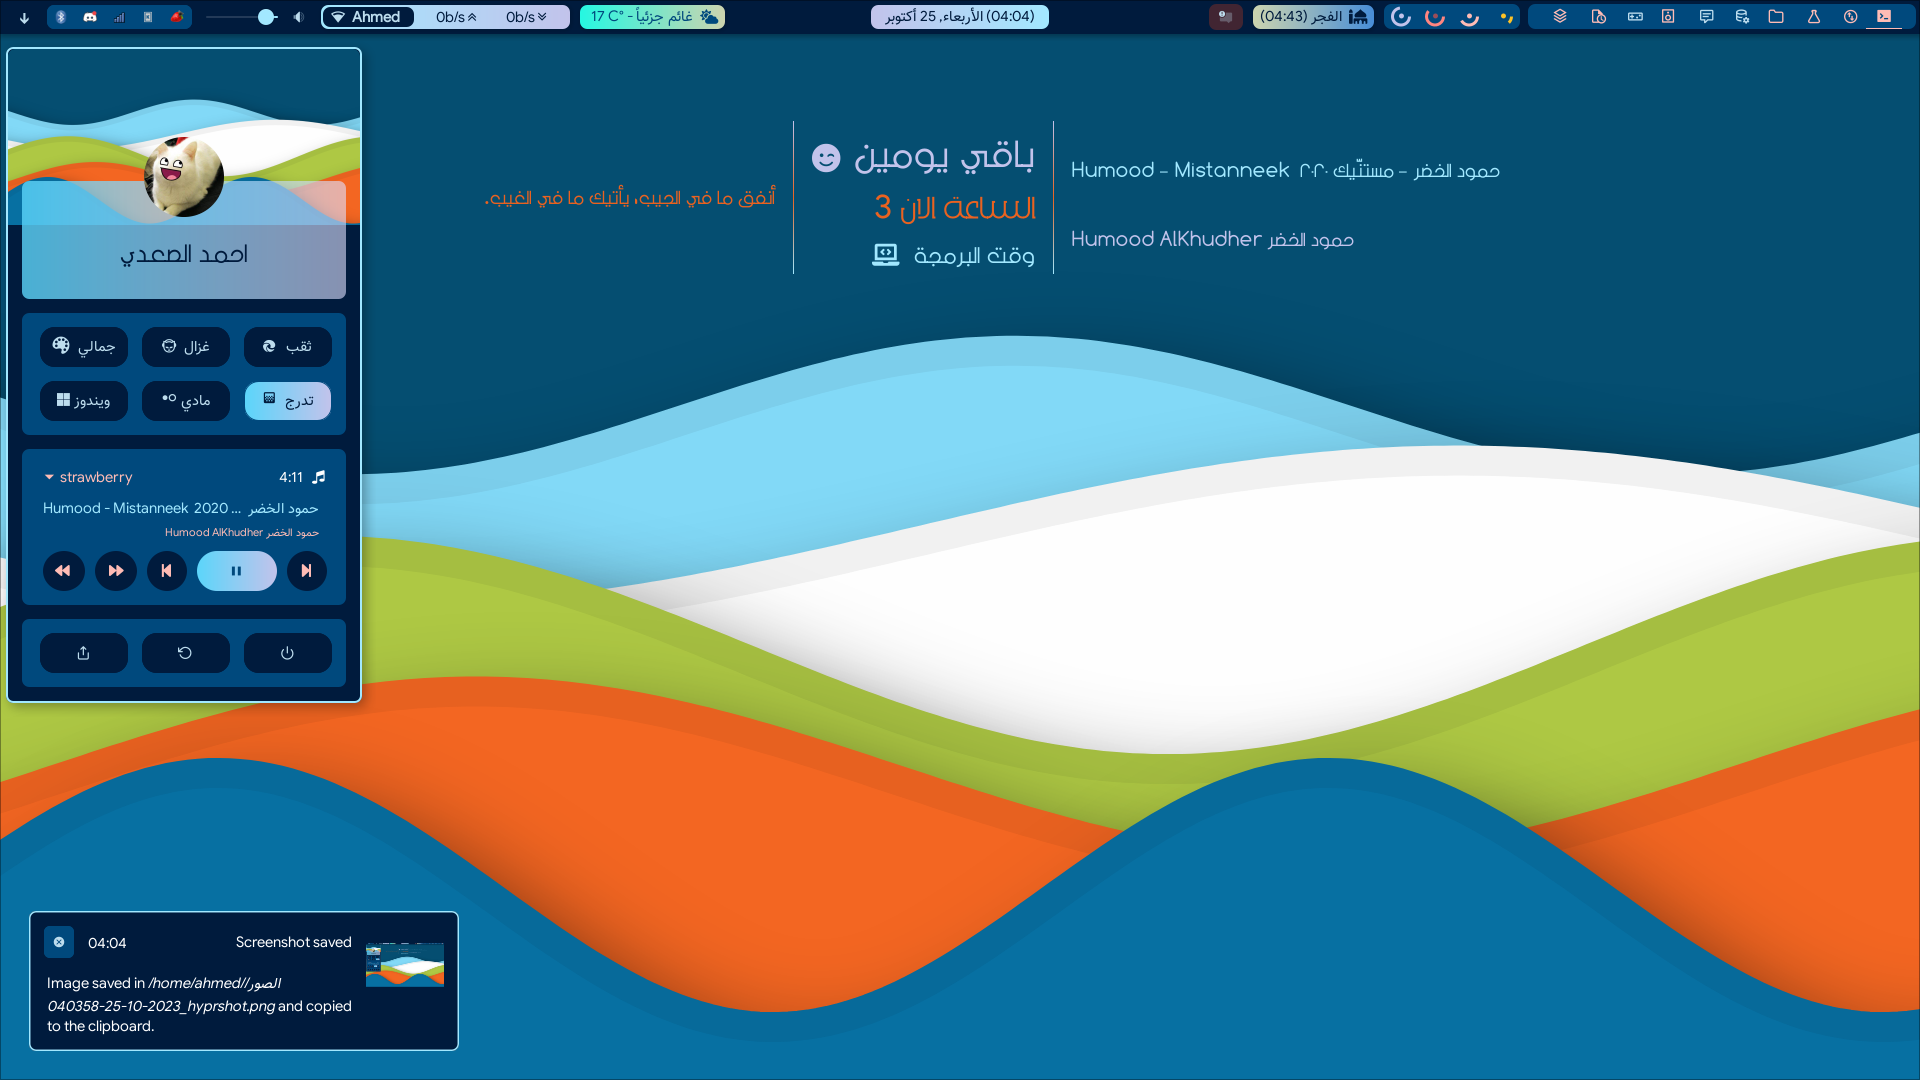 Ahmed
0b/s
0b/s
17 C° - غائم جزئياً
(04:04) الأربعاء, 25 أكتوبر
الفجر (04:43)
باقي يومين
الساعة الان 3
وقت البرمجة
أنفق ما في الجيب، يأتيك ما في الغيب.
Humood - Mistanneek ٢٠٢٠ حمود الخضر - مستنّيك
Humood AlKhudher حمود الخضر
احمد الصعدي
ثقب
غزال
جمالي
تدرج
مادي
ويندوز
strawberry
4:11
Humood - Mistanneek 2020 ... حمود الخضر
Humood AlKhudher حمود الخضر
04:04
Screenshot saved
Image saved in /home/ahmed//الصور
040358-25-10-2023_hyprshot.png and copied
to the clipboard.